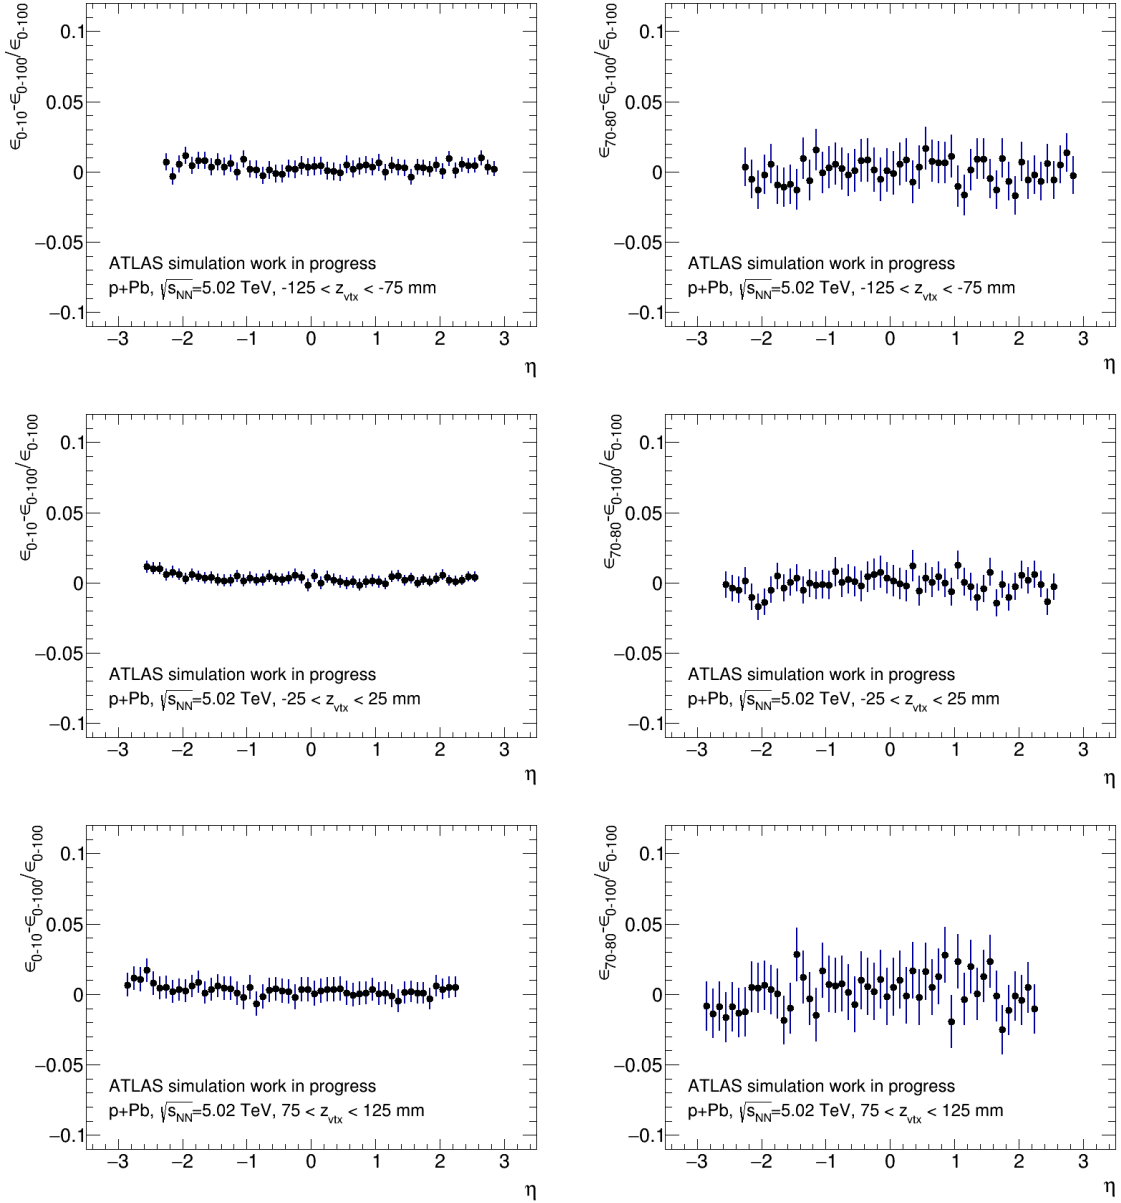 ϵ0-10-ϵ0-100/ϵ0-100
0.1
0.05
0
−0.05
−0.1
ATLAS simulation work in progress
p+Pb, √sNN=5.02 TeV, -125 < zvtx < -75 mm
−3 −2 −1 0 1 2 3
η
ϵ70-80-ϵ0-100/ϵ0-100
0.1
0.05
0
−0.05
−0.1
ATLAS simulation work in progress
p+Pb, √sNN=5.02 TeV, -125 < zvtx < -75 mm
−3 −2 −1 0 1 2 3
η
ϵ0-10-ϵ0-100/ϵ0-100
0.1
0.05
0
−0.05
−0.1
ATLAS simulation work in progress
p+Pb, √sNN=5.02 TeV, -25 < zvtx < 25 mm
−3 −2 −1 0 1 2 3
η
ϵ70-80-ϵ0-100/ϵ0-100
0.1
0.05
0
−0.05
−0.1
ATLAS simulation work in progress
p+Pb, √sNN=5.02 TeV, -25 < zvtx < 25 mm
−3 −2 −1 0 1 2 3
η
ϵ0-10-ϵ0-100/ϵ0-100
0.1
0.05
0
−0.05
−0.1
ATLAS simulation work in progress
p+Pb, √sNN=5.02 TeV, 75 < zvtx < 125 mm
−3 −2 −1 0 1 2 3
η
ϵ70-80-ϵ0-100/ϵ0-100
0.1
0.05
0
−0.05
−0.1
ATLAS simulation work in progress
p+Pb, √sNN=5.02 TeV, 75 < zvtx < 125 mm
−3 −2 −1 0 1 2 3
η